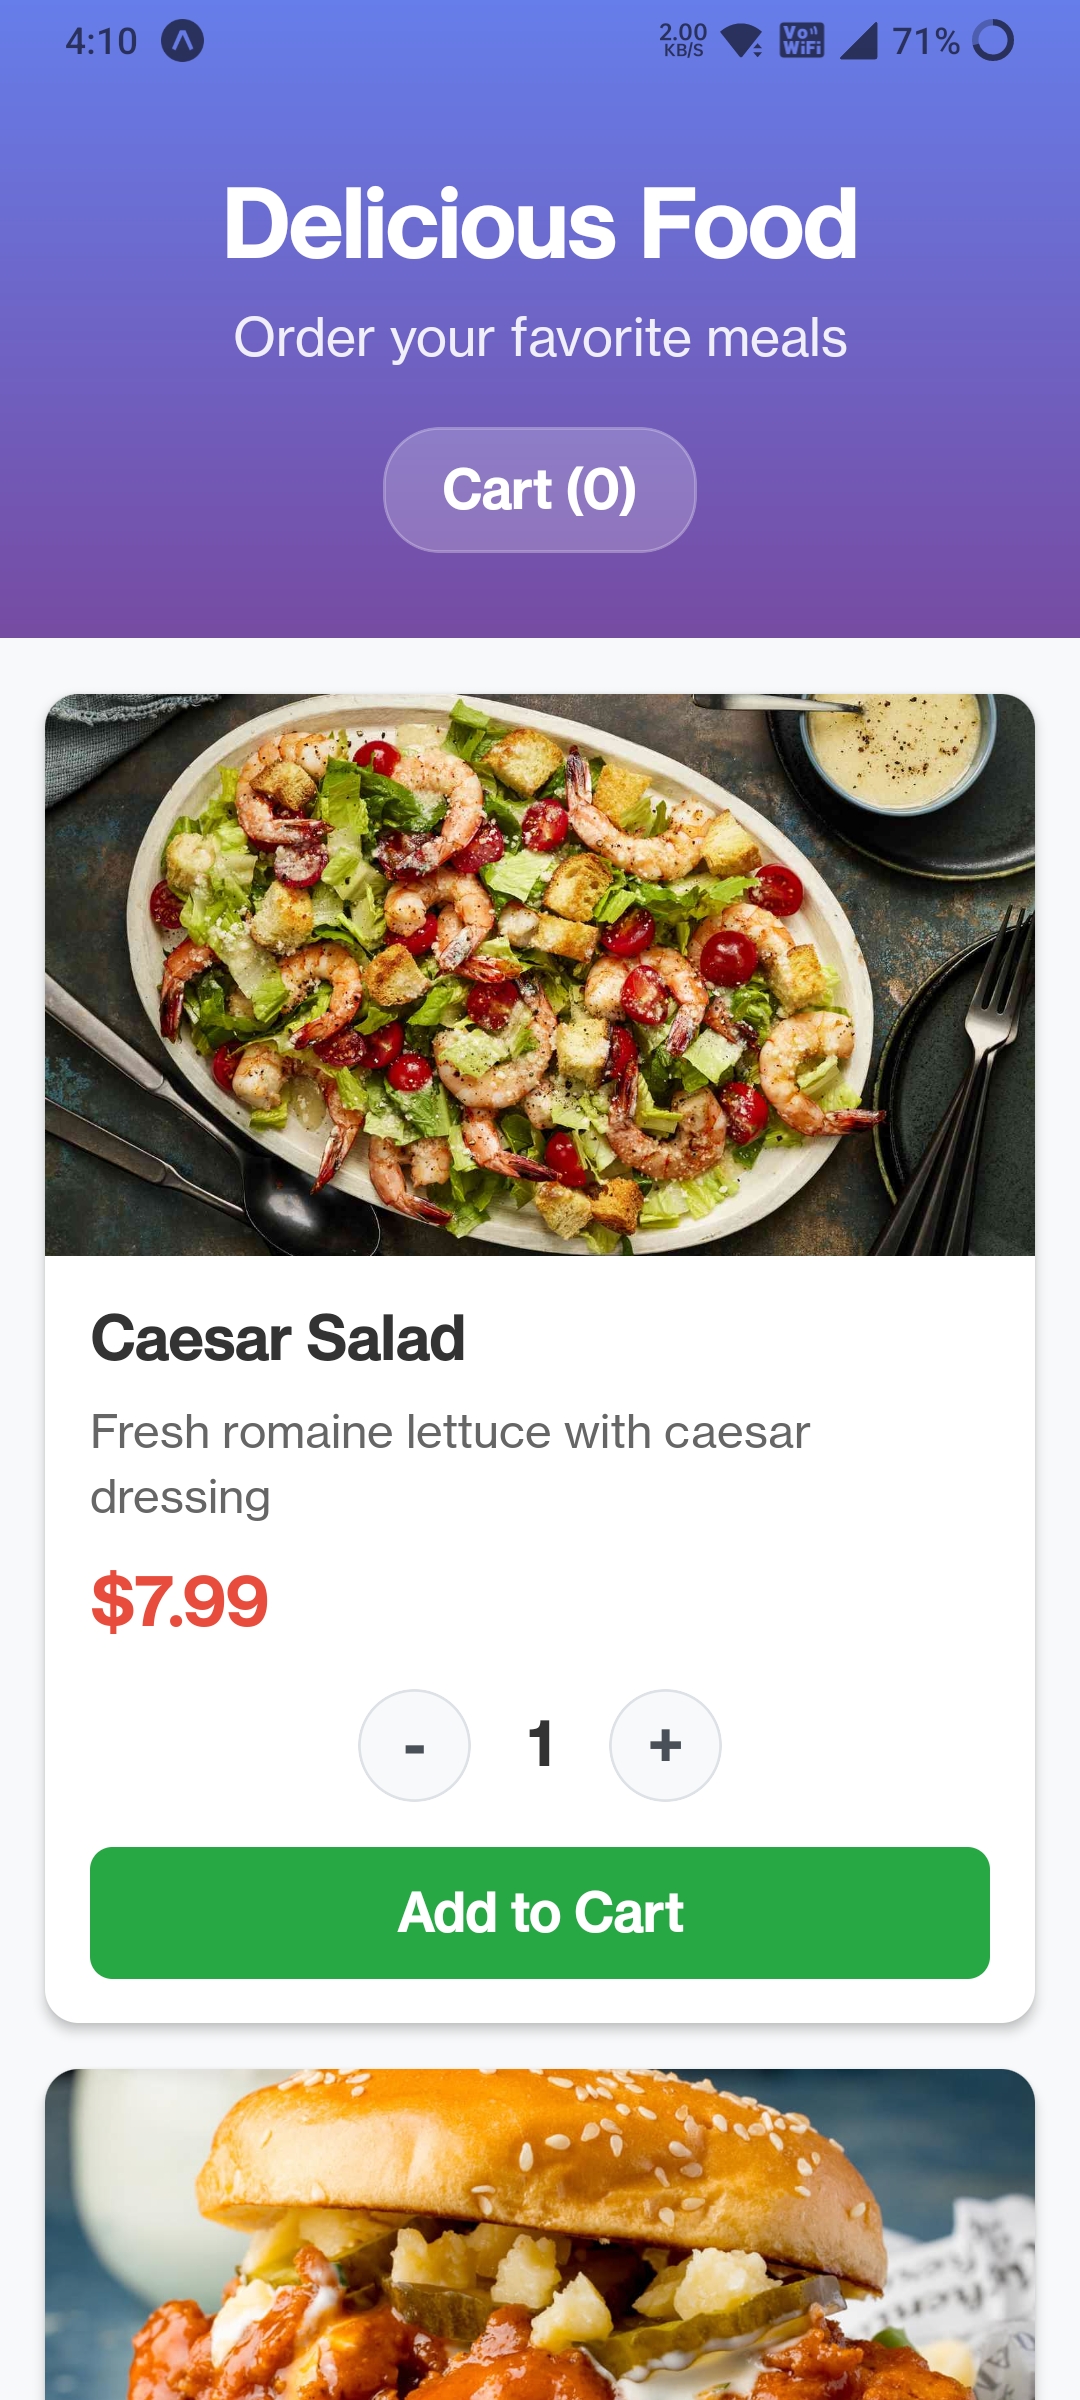 4:10
2.00
KB/S
Vo
WiFi
71%
Delicious Food
Order your favorite meals
Cart (0)
Caesar Salad
Fresh romaine lettuce with caesar
dressing
$7.99
- 1 +
Add to Cart